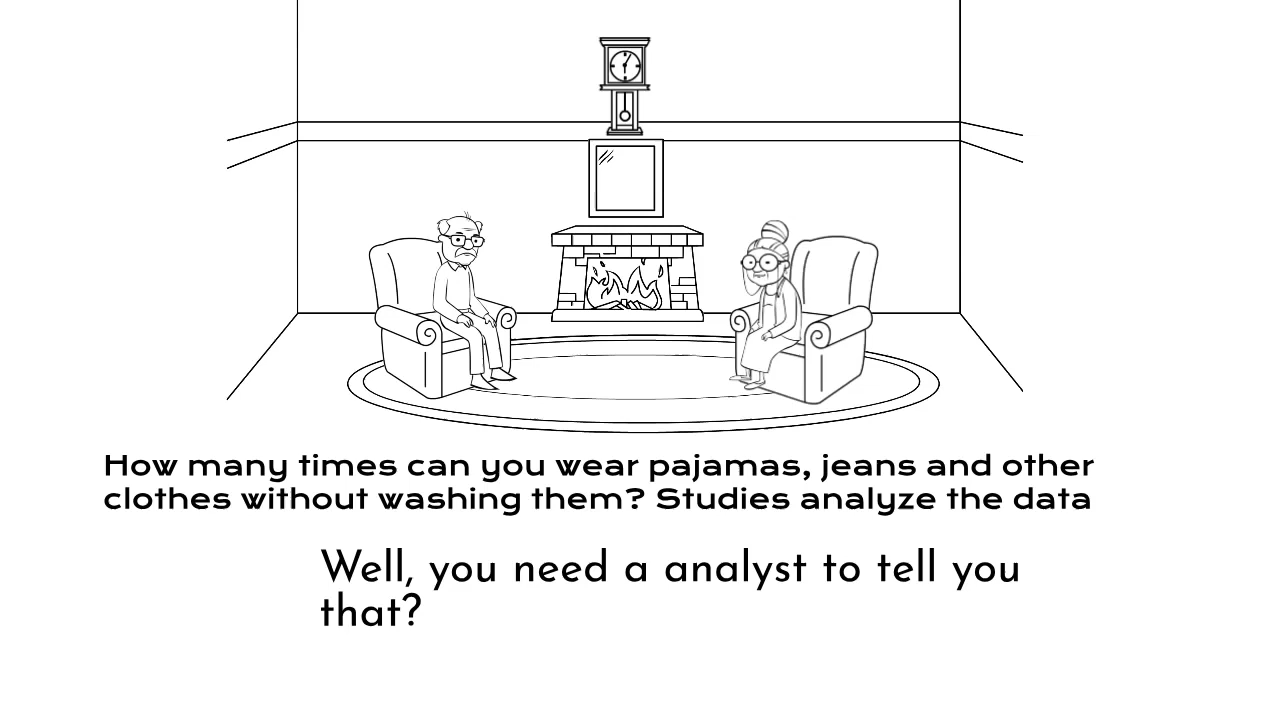 How many times can you wear pajamas, jeans and other
clothes without washing them? Studies analyze the data
Well, you need a analyst to tell you
that?